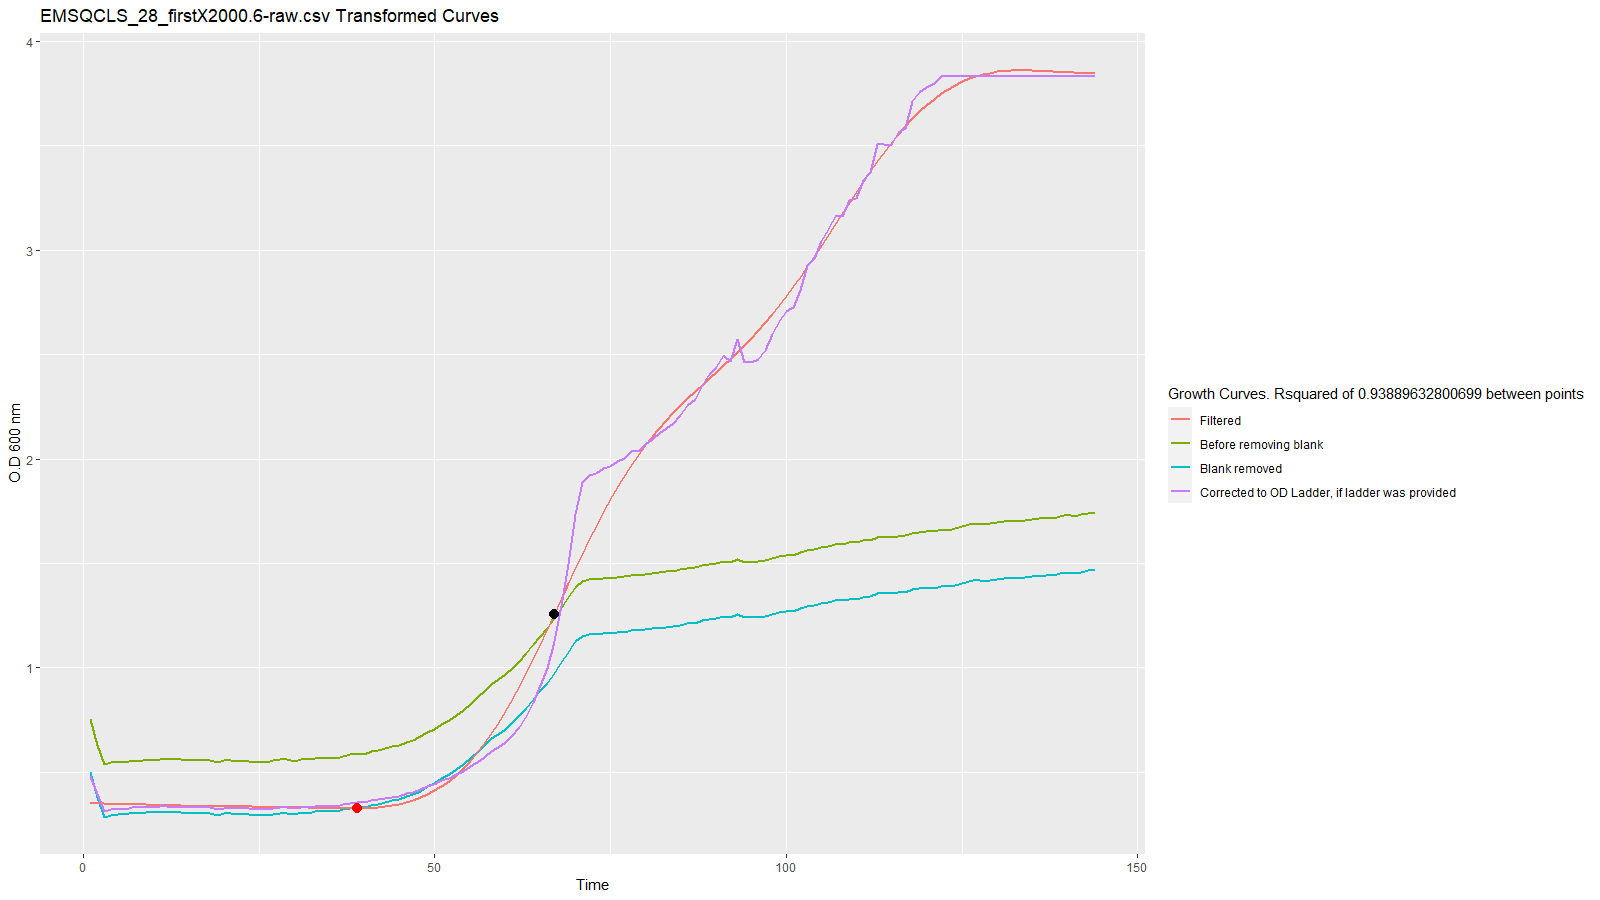 EMSQCLS_28_firstX2000.6-raw.csv Transformed Curves
4
3
2
1
O.D 600 nm
0
50
100
150
Time
Growth Curves. Rsquared of 0.93889632800699 between points
Filtered
Before removing blank
Blank removed
Corrected to OD Ladder, if ladder was provided